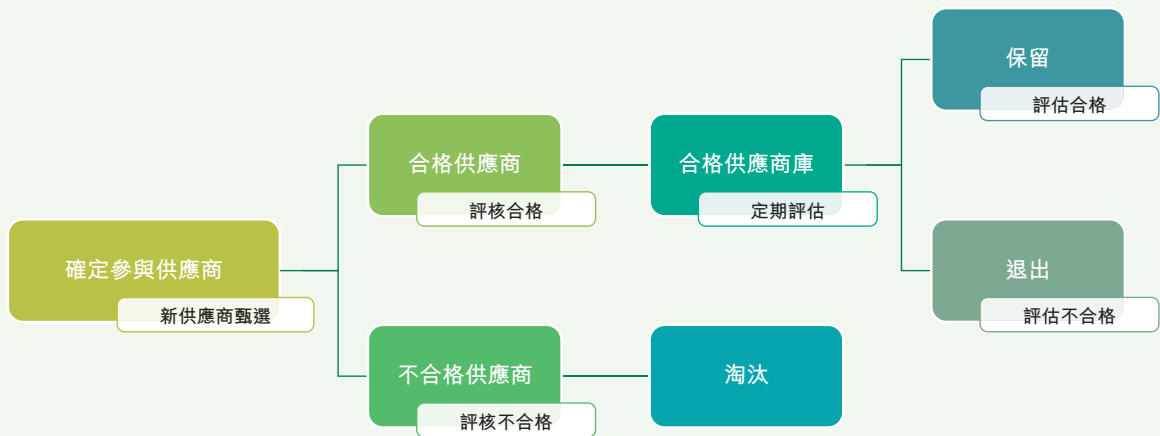 確定參與供應商
新供應商甄選
合格供應商
評核合格
不合格供應商
評核不合格
合格供應商庫
定期評估
淘汰
保留
評估合格
退出
評估不合格